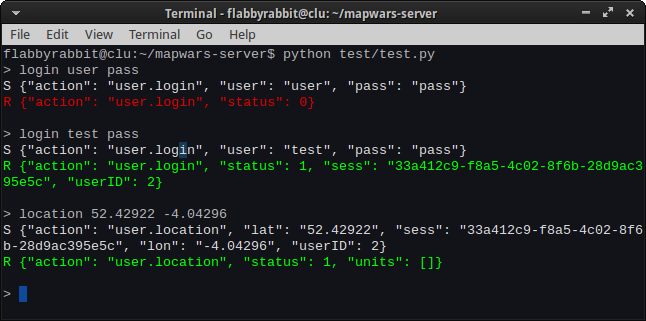 Terminal - flabbyrabbit@clu: ~/mapwars-server
File Edit View Terminal Go Help
flabbyrabbit@clu:~/mapwars-server$ python test/test.py
> login user pass
S {"action": "user.login", "user": "user", "pass": "pass"}
R {"action": "user.login", "status": 0}
> login test pass
S {"action": "user.login", "user": "test", "pass": "pass"}
R {"action": "user.login", "status": 1, "sess": "33a412c9-f8a5-4c02-8f6b-28d9ac3
95e5c", "userID": 2}
> location 52.42922 -4.04296
S {"action": "user.location", "lat": "52.42922", "sess": "33a412c9-f8a5-4c02-8f6
b-28d9ac395e5c", "lon": "-4.04296", "userID": 2}
R {"action": "user.location", "status": 1, "units": []}
>